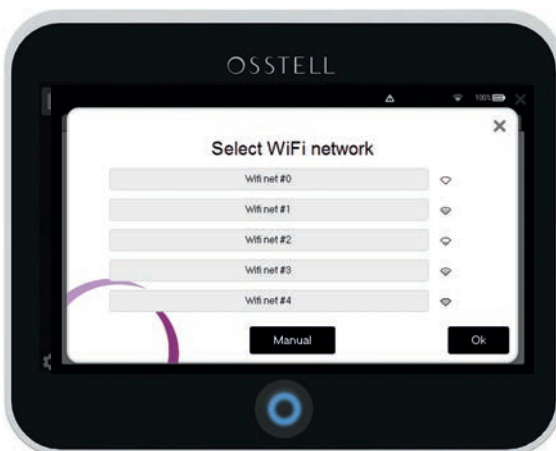 OSSTELL
100%
Select WiFi network
Wifi net #0
Wifi net #1
Wifi net #2
Wifi net #3
Wifi net #4
Manual
Ok